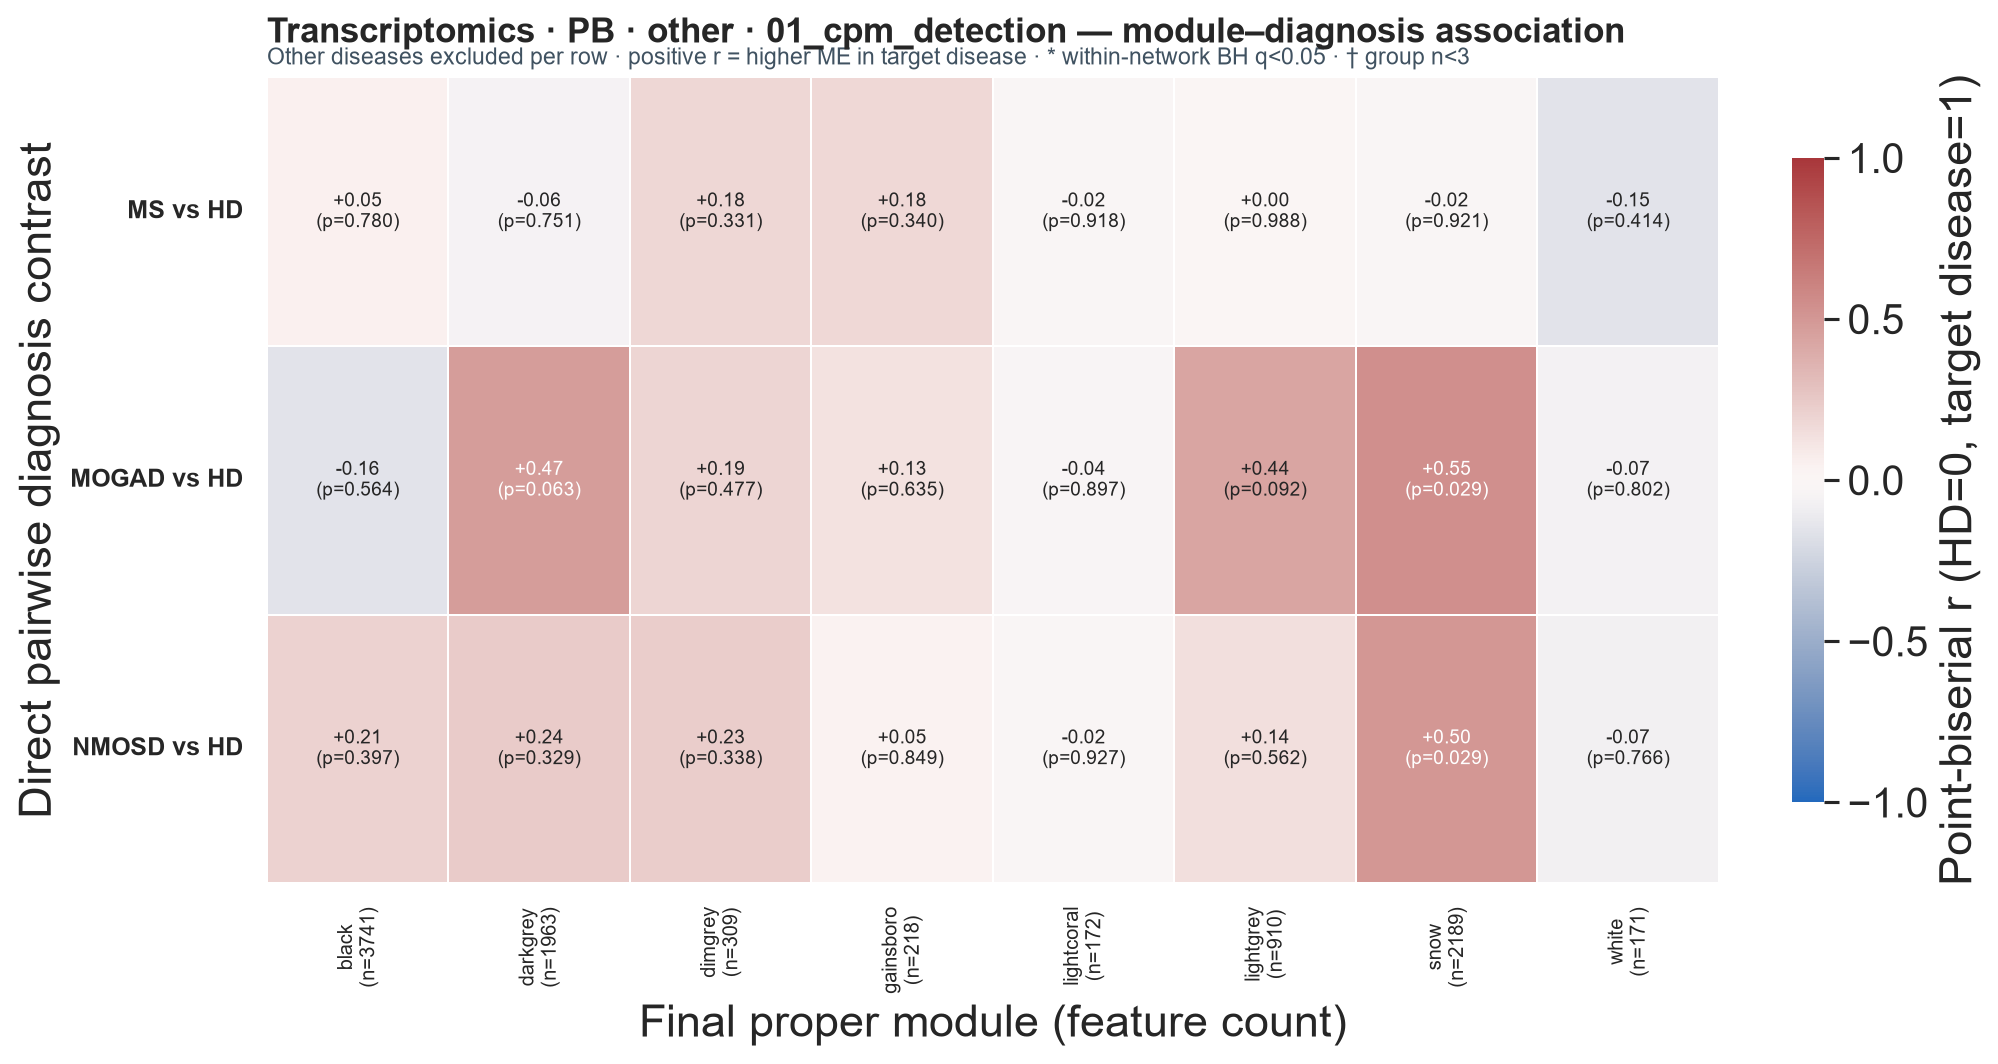 Transcriptomics · PB · other · 01_cpm_detection — module–diagnosis association
Other diseases excluded per row · positive r = higher ME in target disease · * within-network BH q<0.05 · † group n<3
Direct pairwise diagnosis contrast
MS vs HD
+0.05
(p=0.780)
-0.06
(p=0.751)
+0.18
(p=0.331)
+0.18
(p=0.340)
-0.02
(p=0.918)
+0.00
(p=0.988)
-0.02
(p=0.921)
-0.15
(p=0.414)
MOGAD vs HD
-0.16
(p=0.564)
+0.47
(p=0.063)
+0.19
(p=0.477)
+0.13
(p=0.635)
-0.04
(p=0.897)
+0.44
(p=0.092)
+0.55
(p=0.029)
-0.07
(p=0.802)
NMOSD vs HD
+0.21
(p=0.397)
+0.24
(p=0.329)
+0.23
(p=0.338)
+0.05
(p=0.849)
-0.02
(p=0.927)
+0.14
(p=0.562)
+0.50
(p=0.029)
-0.07
(p=0.766)
black
(n=3741)
darkgrey
(n=1963)
dimgrey
(n=309)
gainsboro
(n=218)
lightcoral
(n=172)
lightgrey
(n=910)
snow
(n=2189)
white
(n=171)
Final proper module (feature count)
1.0
0.5
0.0
−0.5
−1.0
Point-biserial r (HD=0, target disease=1)